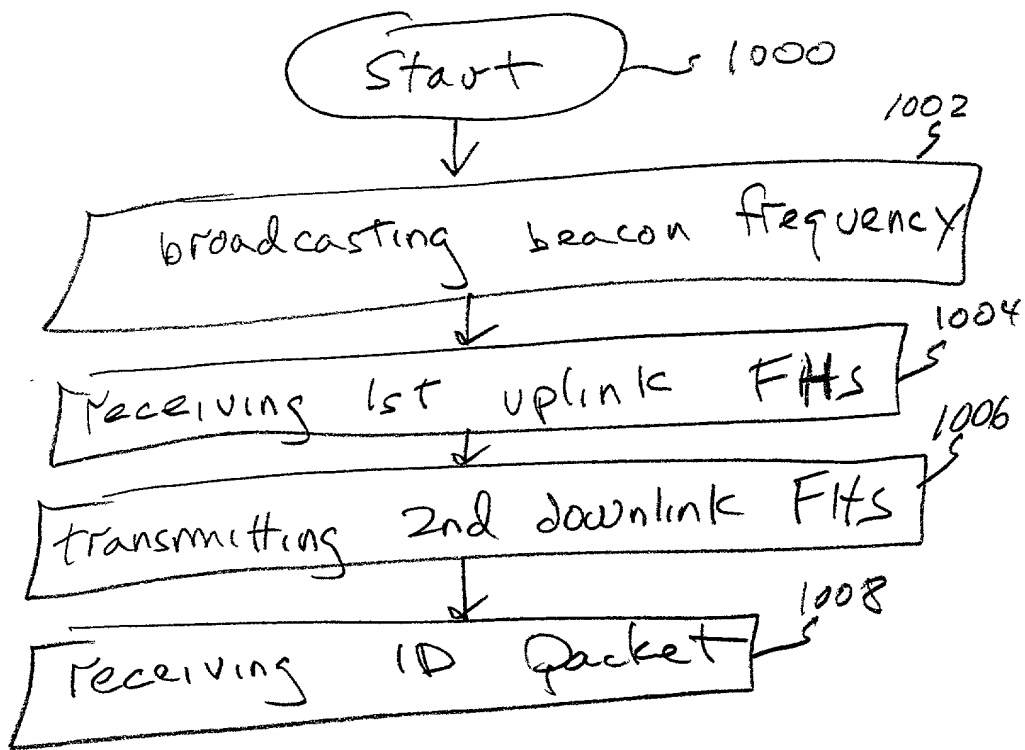 Start 1000
1002
broadcasting beacon frequency
1004
receiving 1st uplink FHs
1006
transmitting 2nd downlink FHs
1008
receiving ID Packet